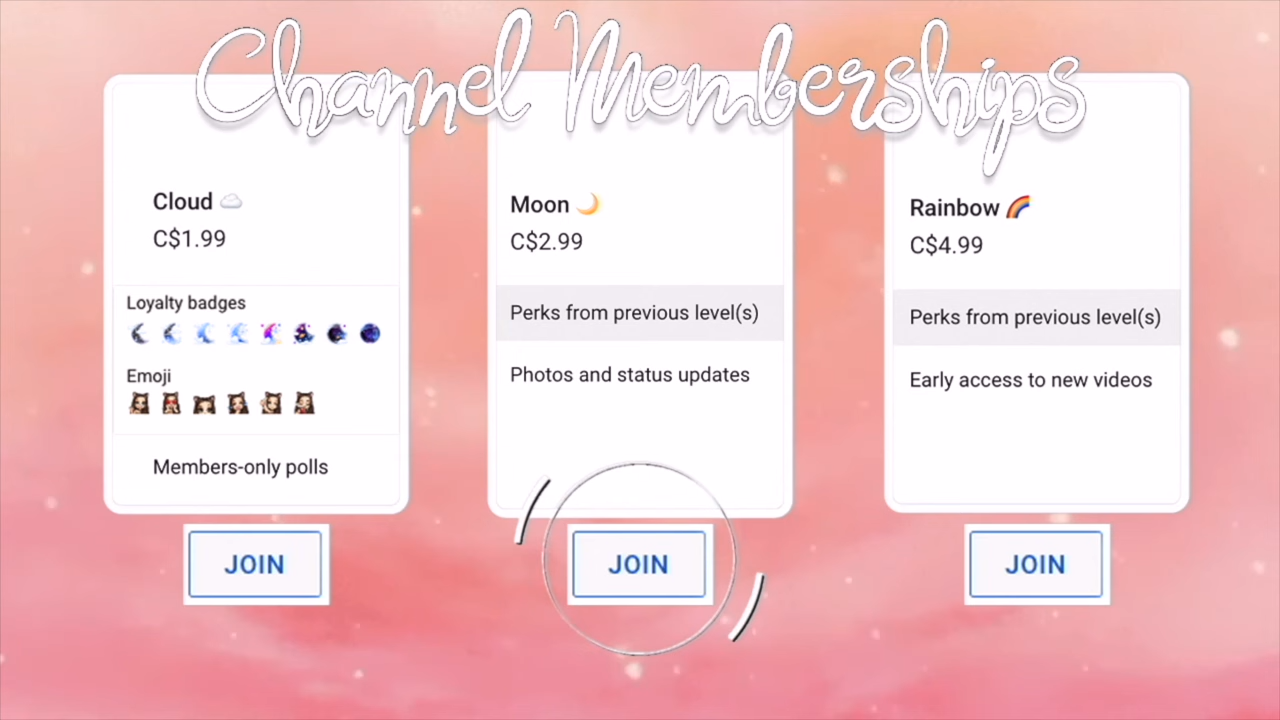 Channel Memberships
Cloud ☁️
C$1.99
Loyalty badges
Emoji
Members-only polls
JOIN
Moon 🌙
C$2.99
Perks from previous level(s)
Photos and status updates
JOIN
Rainbow 🌈
C$4.99
Perks from previous level(s)
Early access to new videos
JOIN